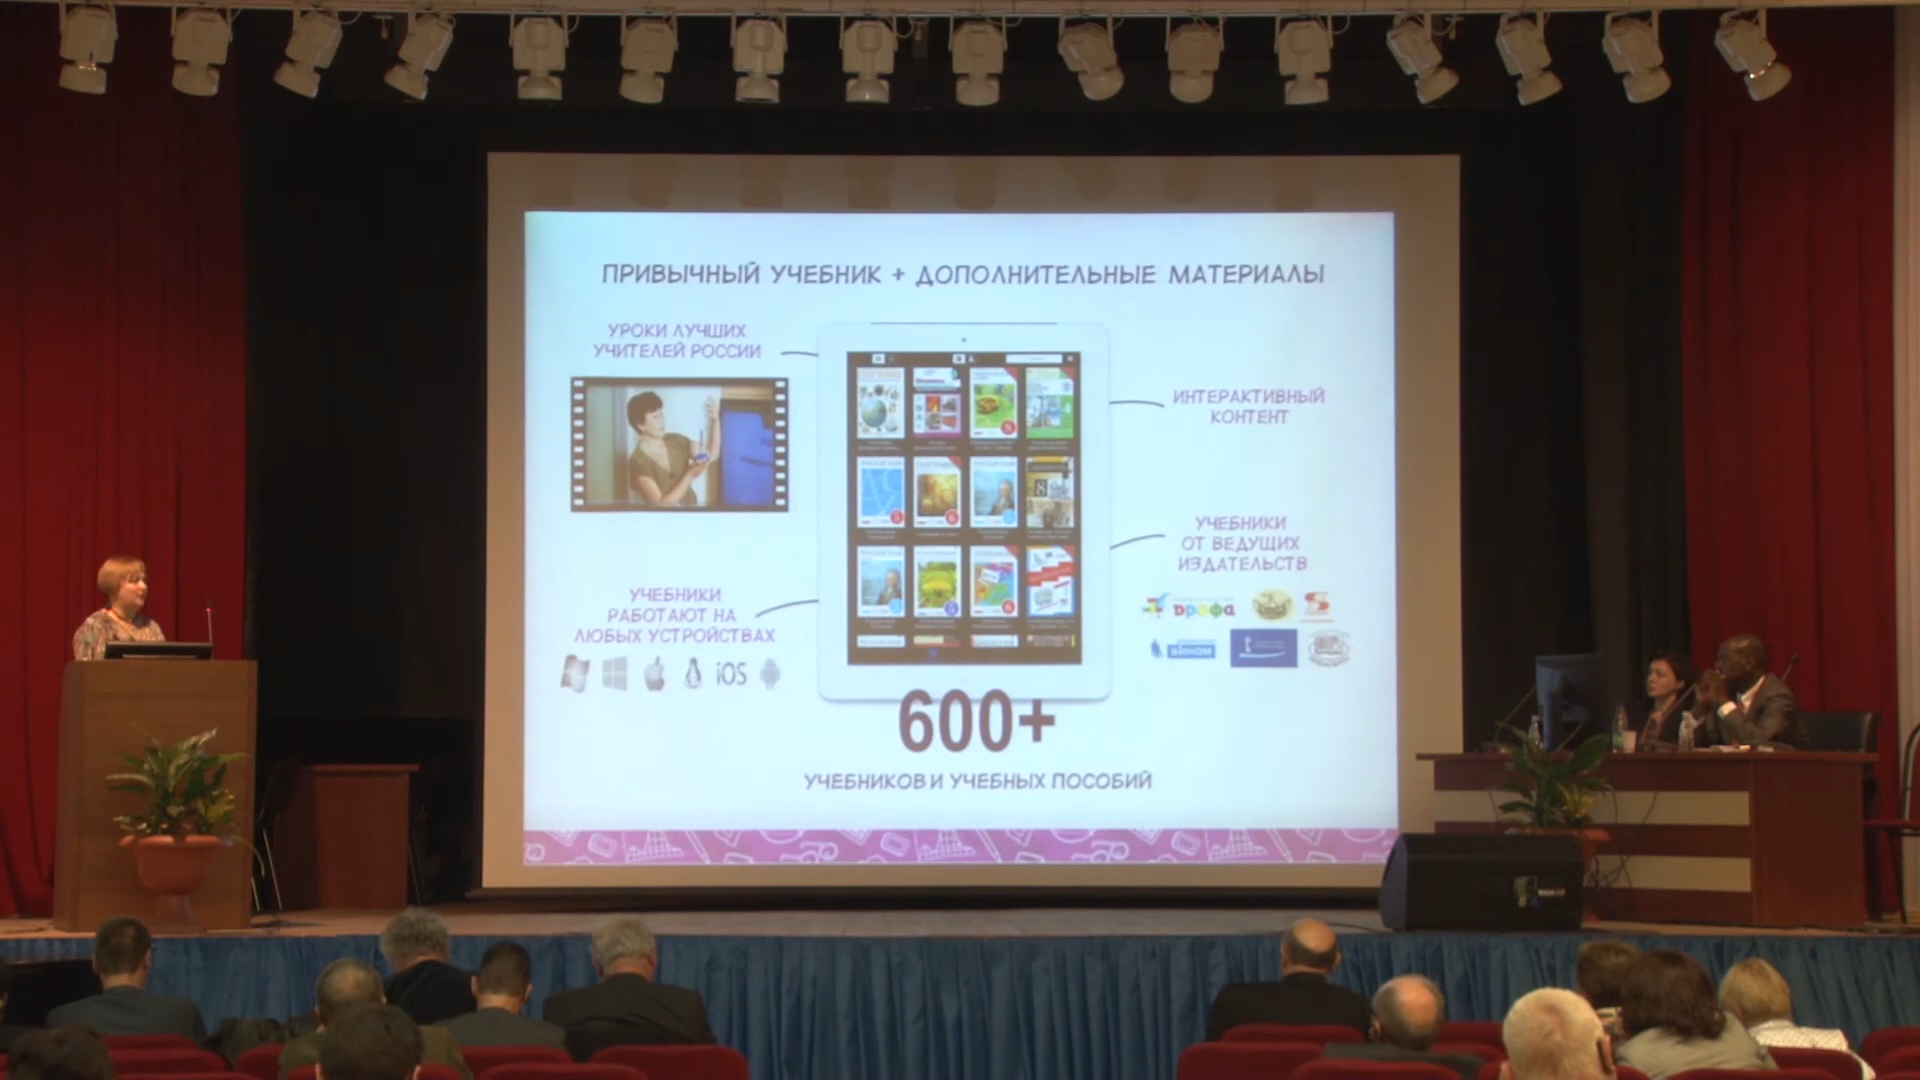 ПРИВЫЧНЫЙ УЧЕБНИК + ДОПОЛНИТЕЛЬНЫЕ МАТЕРИАЛЫ
УРОКИ ЛУЧШИХ
УЧИТЕЛЕЙ РОССИИ
ИНТЕРАКТИВНЫЙ
КОНТЕНТ
УЧЕБНИКИ
ОТ ВЕДУЩИХ
ИЗДАТЕЛЬСТВ
дрофа
БИНОМ
УЧЕБНИКИ
РАБОТАЮТ НА
ЛЮБЫХ УСТРОЙСТВАХ
iOS
600+
УЧЕБНИКОВ И УЧЕБНЫХ ПОСОБИЙ